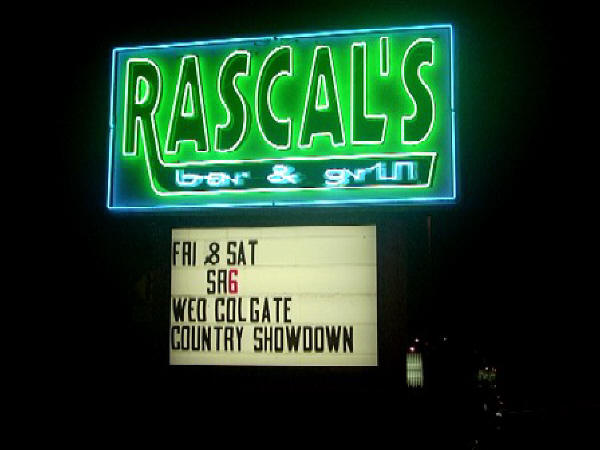 RASCAL'S
bar & grill
FRI & SAT
SR6
WED COLGATE
COUNTRY SHOWDOWN